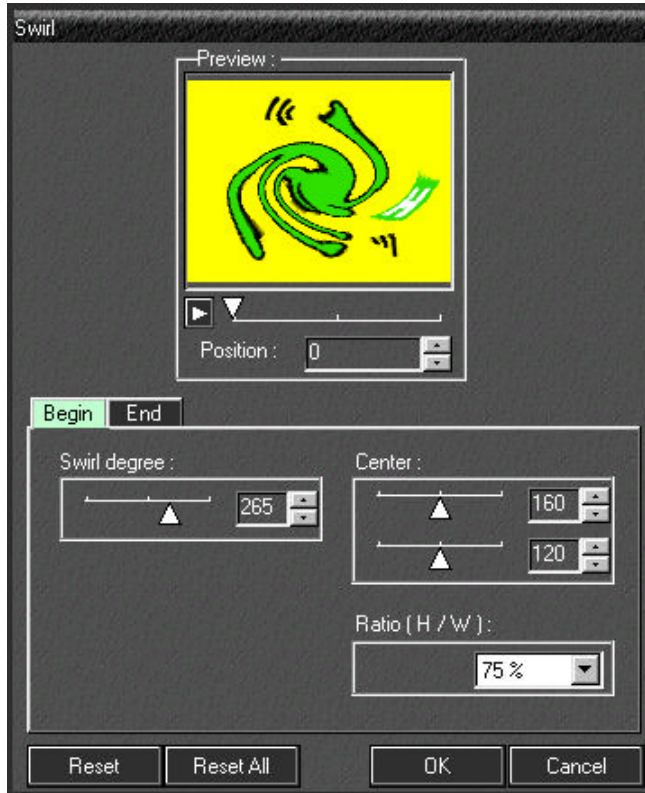 Swirl
Preview :
Position :
0
Begin
End
Swirl degree :
265
Center :
160
120
Ratio ( H / W ) :
75 %
Reset
Reset All
OK
Cancel